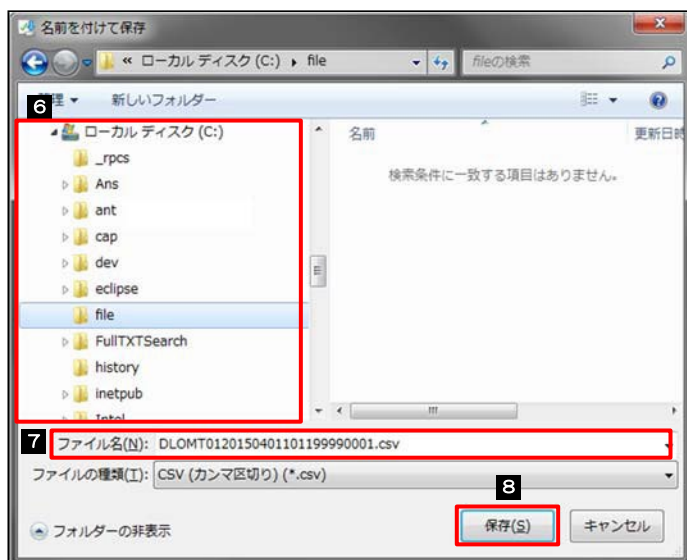 名前を付けて保存
« ローカル ディスク (C:) ▸ file
fileの検索
6
理 ▼ 新しいフォルダー
ローカル ディスク (C:)
_rpcs
Ans
ant
cap
dev
eclipse
file
FullTXTSearch
history
inetpub
Intel
名前 更新日時
検索条件に一致する項目はありません。
7
ファイル名(N): DLOMT0120150401101199990001.csv
ファイルの種類(T): CSV (カンマ区切り) (*.csv)
8
フォルダーの非表示
保存(S)
キャンセル